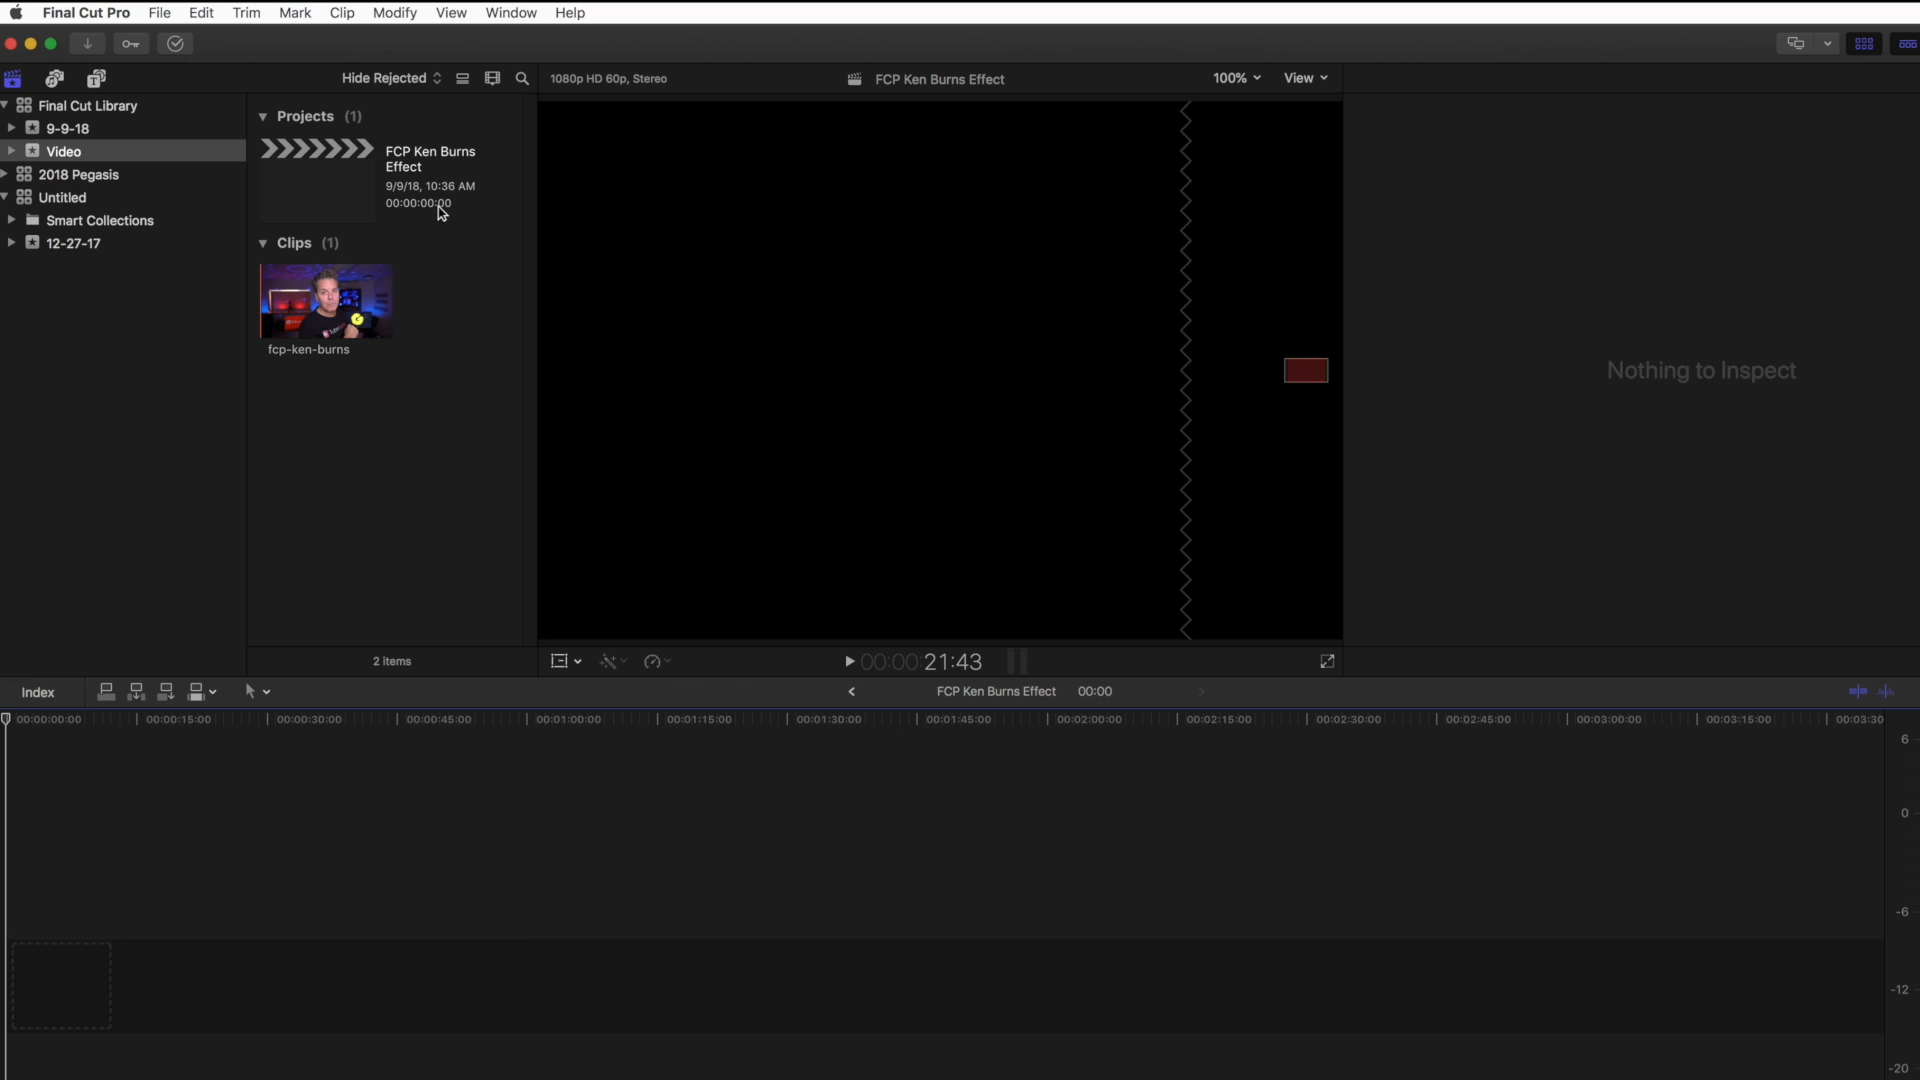 Final Cut Pro File Edit Trim Mark Clip Modify View Window Help
Hide Rejected
1080p HD 60p, Stereo
FCP Ken Burns Effect
100%
View
Final Cut Library
9-9-18
Video
2018 Pegasis
Untitled
Smart Collections
12-27-17
Projects (1)
FCP Ken Burns
Effect
9/9/18, 10:36 AM
00:00:00:00
Clips (1)
fcp-ken-burns
Nothing to Inspect
2 items
00:00:21:43
Index
FCP Ken Burns Effect 00:00
00:00:00:00 00:00:15:00 00:00:30:00 00:00:45:00 00:01:00:00 00:01:15:00 00:01:30:00 00:01:45:00 00:02:00:00 00:02:15:00 00:02:30:00 00:02:45:00 00:03:00:00 00:03:15:00 00:03:30
6
0
-6
-12
-20